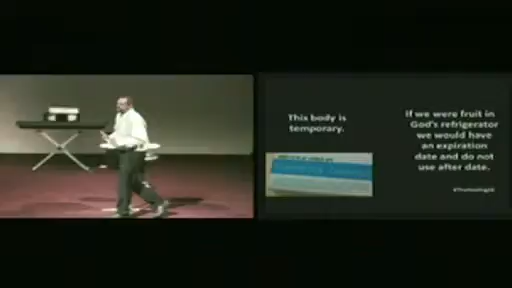 This body is
temporary.
If we were fruit in
God's refrigerator
we would have
an expiration
date and do not
use after date.